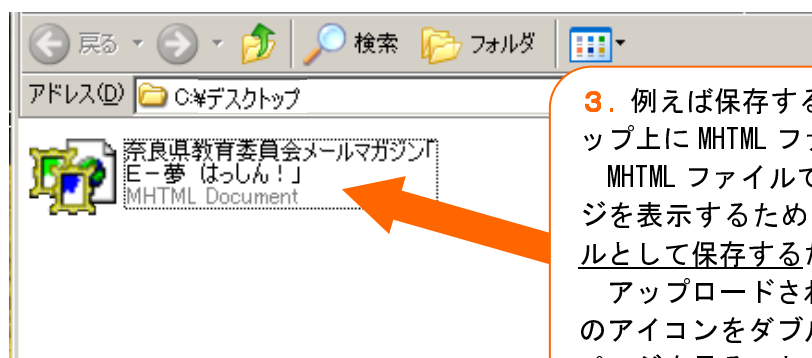 戻る 検索 フォルダ
アドレス(D) C:¥デスクトップ
奈良県教育委員会メールマガジン「
E－夢 はっしん！」
MHTML Document
３．例えば保存する
ップ上に MHTML フ
MHTML ファイルで
ジを表示するため
ルとして保存する
アップロードされ
のアイコンをダブル